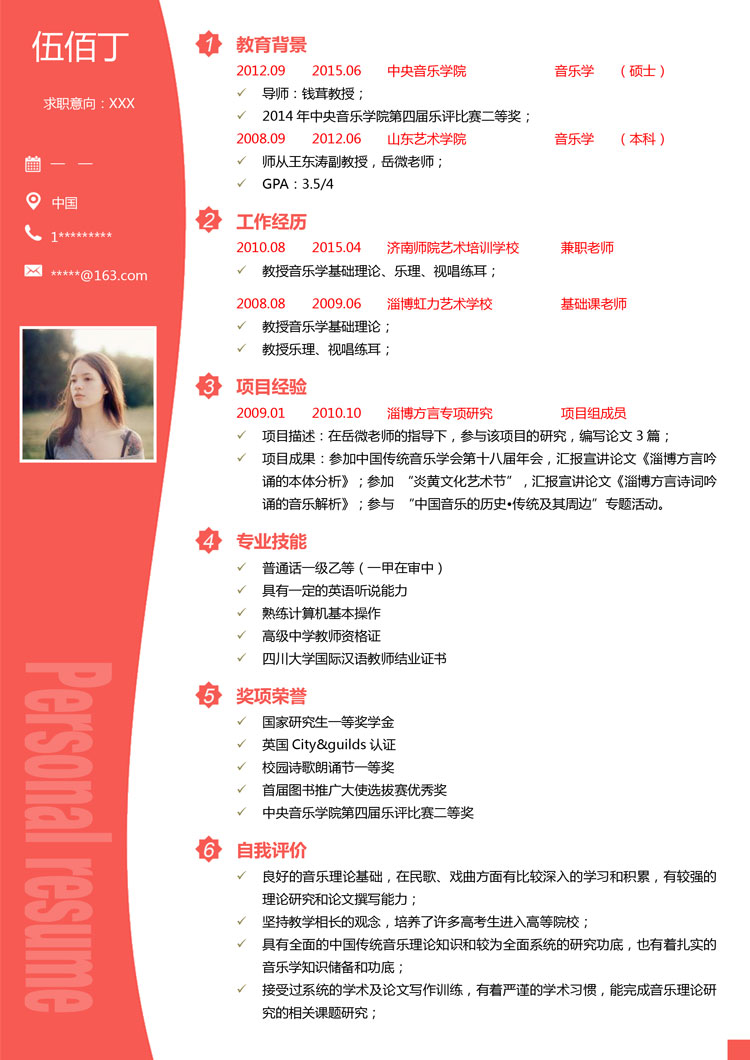 伍佰丁
求职意向：XXX
— —
中国
1*********
*****@163.com
Personal resume
1 教育背景
2012.09 2015.06 中央音乐学院 音乐学 （硕士）
导师：钱茸教授；
2014 年中央音乐学院第四届乐评比赛二等奖；
2008.09 2012.06 山东艺术学院 音乐学 （本科）
师从王东涛副教授，岳微老师；
GPA：3.5/4
2 工作经历
2010.08 2015.04 济南师院艺术培训学校 兼职老师
教授音乐学基础理论、乐理、视唱练耳；
2008.08 2009.06 淄博虹力艺术学校 基础课老师
教授音乐学基础理论；
教授乐理、视唱练耳；
3 项目经验
2009.01 2010.10 淄博方言专项研究 项目组成员
项目描述：在岳微老师的指导下，参与该项目的研究，编写论文 3 篇；
项目成果：参加中国传统音乐学会第十八届年会，汇报宣讲论文《淄博方言吟
诵的本体分析》；参加 “炎黄文化艺术节”，汇报宣讲论文《淄博方言诗词吟
诵的音乐解析》；参与 “中国音乐的历史•传统及其周边”专题活动。
4 专业技能
普通话一级乙等（一甲在审中）
具有一定的英语听说能力
熟练计算机基本操作
高级中学教师资格证
四川大学国际汉语教师结业证书
5 奖项荣誉
国家研究生一等奖学金
英国 City&guilds 认证
校园诗歌朗诵节一等奖
首届图书推广大使选拔赛优秀奖
中央音乐学院第四届乐评比赛二等奖
6 自我评价
良好的音乐理论基础，在民歌、戏曲方面有比较深入的学习和积累，有较强的
理论研究和论文撰写能力；
坚持教学相长的观念，培养了许多高考生进入高等院校；
具有全面的中国传统音乐理论知识和较为全面系统的研究功底，也有着扎实的
音乐学知识储备和功底；
接受过系统的学术及论文写作训练，有着严谨的学术习惯，能完成音乐理论研
究的相关课题研究；